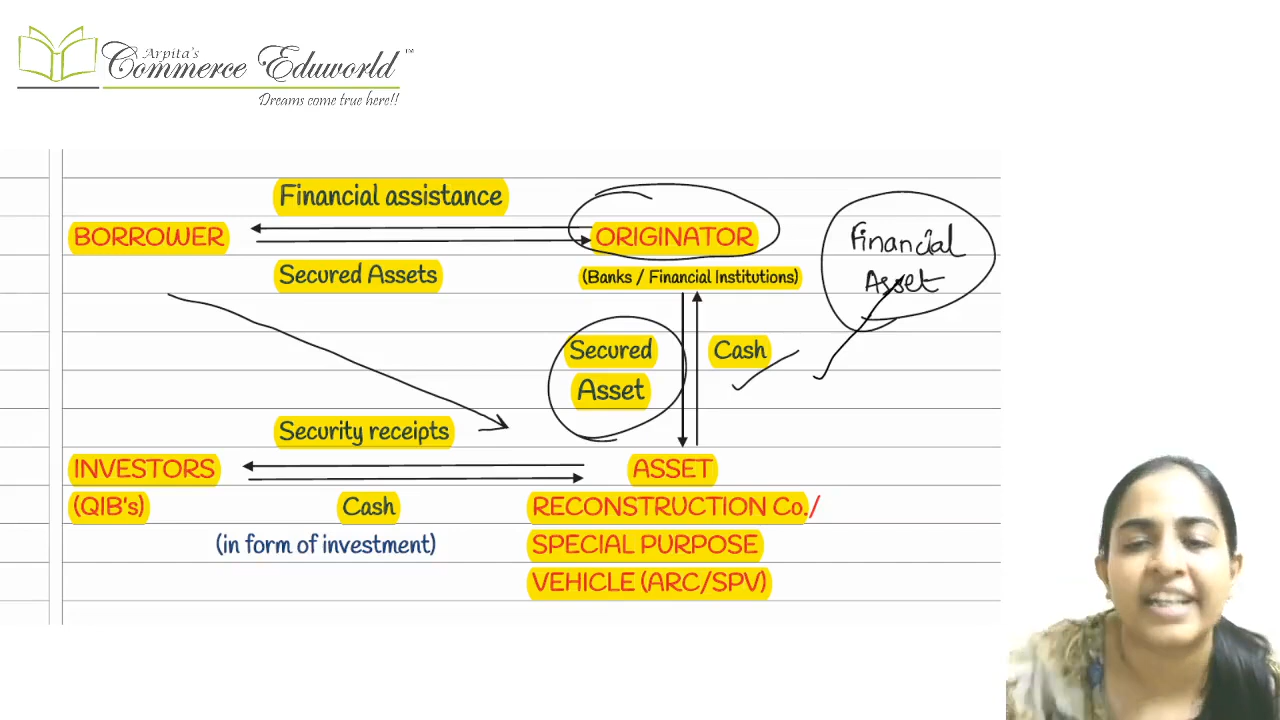 Arpita's
Commerce Eduworld™
Dreams come true here!!
Financial assistance
BORROWER
ORIGINATOR
Secured Assets
(Banks / Financial Institutions)
Financial
Asset
Secured
Asset
Cash
Security receipts
INVESTORS
(QIB's)
Cash
(in form of investment)
ASSET
RECONSTRUCTION Co./
SPECIAL PURPOSE
VEHICLE (ARC/SPV)